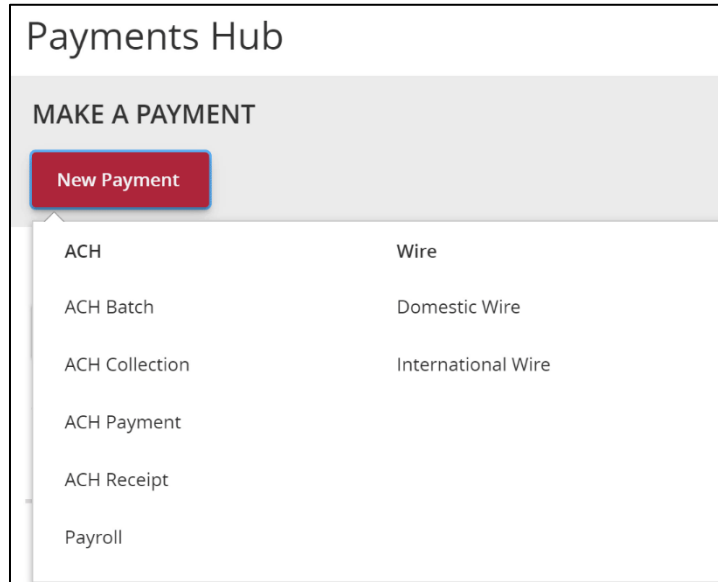 Payments Hub
MAKE A PAYMENT
New Payment
ACH
ACH Batch
ACH Collection
ACH Payment
ACH Receipt
Payroll
Wire
Domestic Wire
International Wire